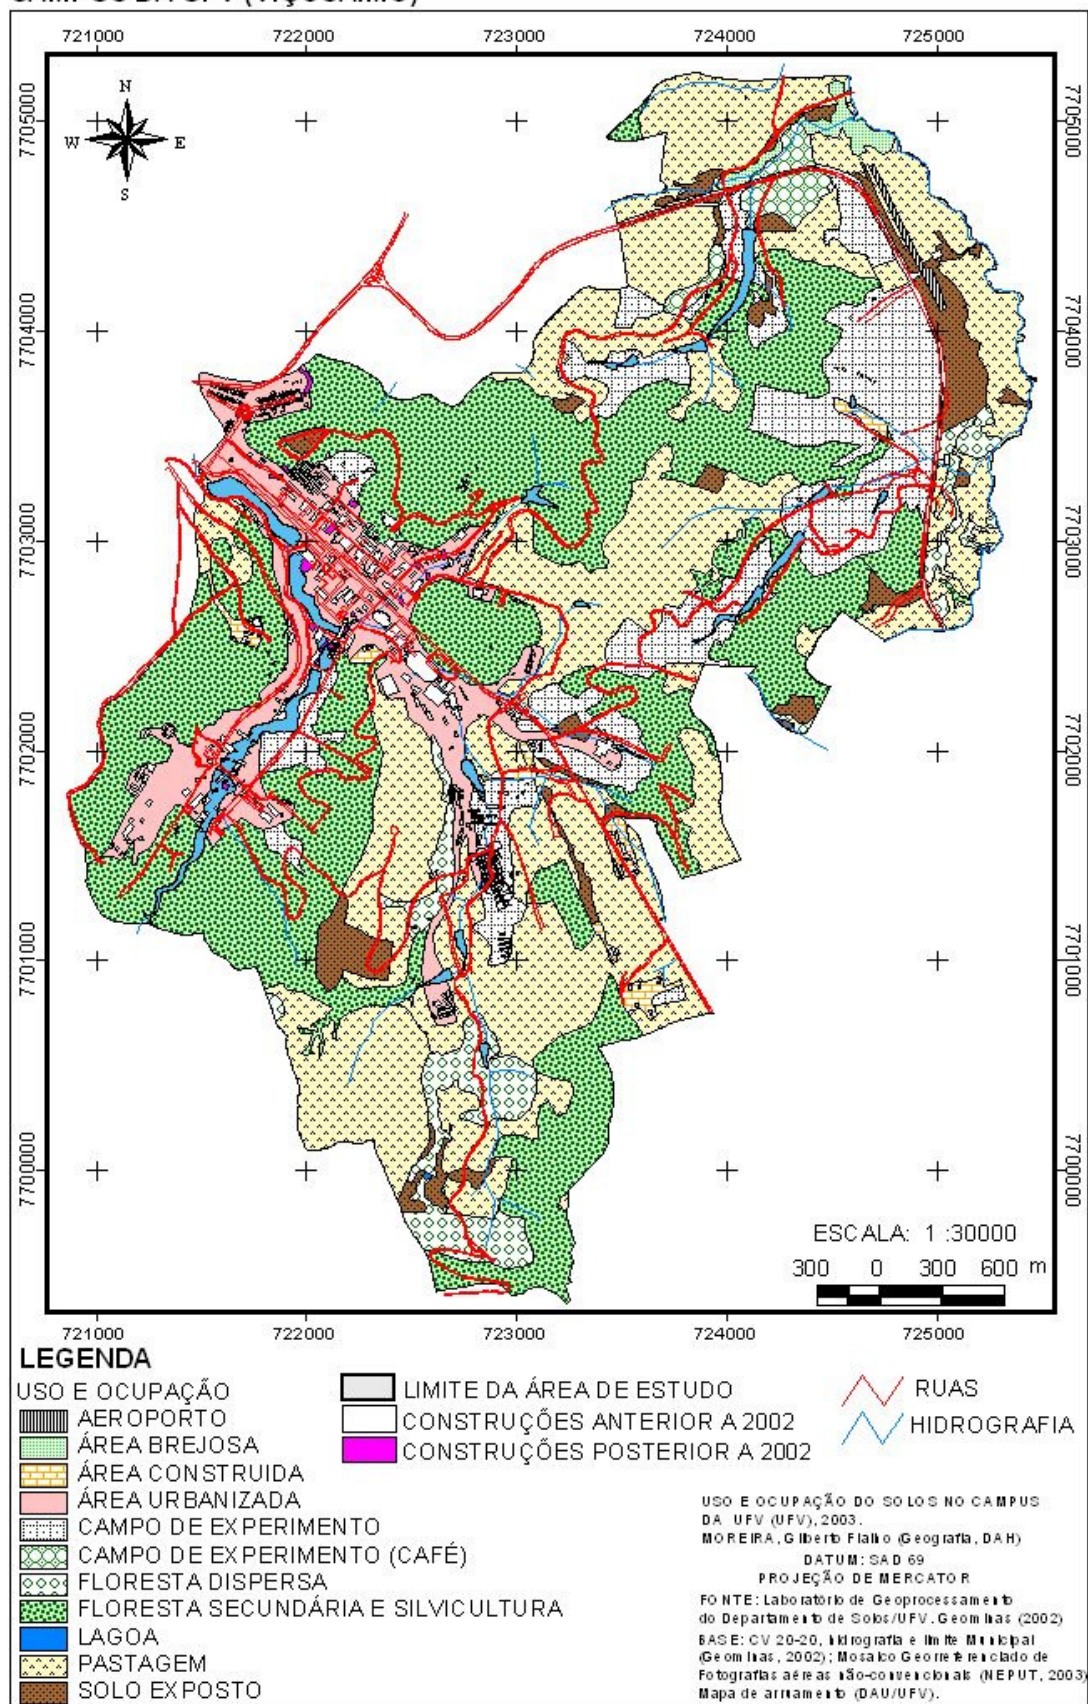 721000 722000 723000 724000 725000
N
W E
S
7705000 7705000
7704000 7704000
7703000 7703000
7702000 7702000
7701000 7701000
7700000 7700000
ESCALA: 1 :30000
300 0 300 600 m
721000 722000 723000 724000 725000
LEGENDA
USO E OCUPAÇÃO
AEROPORTO
ÁREA BREJOSA
ÁREA CONSTRUIDA
ÁREA URBANIZADA
CAMPO DE EXPERIMENTO
CAMPO DE EXPERIMENTO (CAFÉ)
FLORESTA DISPERSA
FLORESTA SECUNDÁRIA E SILVICULTURA
LAGOA
PASTAGEM
SOLO EXPOSTO
LIMITE DA ÁREA DE ESTUDO
CONSTRUÇÕES ANTERIOR A 2002
CONSTRUÇÕES POSTERIOR A 2002
RUAS
HIDROGRAFIA
USO E OCUPAÇÃO DO SOLOS NO CAMPUS
DA UFV (UFV), 2003.
MOREIRA, Gilberto Fialho (Geografia, DAH)
DATUM: SAD 69
PROJEÇÃO DE MERCATOR
FONTE: Laboratório de Geoprocessamento
do Departamento de Solos/UFV. Geominas (2002)
BASE: CV 20-20, hidrografia e limite Municipal
(Geominas, 2002); Mosaico Georreferenciado de
Fotografias aéreas não-convencionais (NEPUT, 2003)
Mapa de arruamento (DAU/UFV).